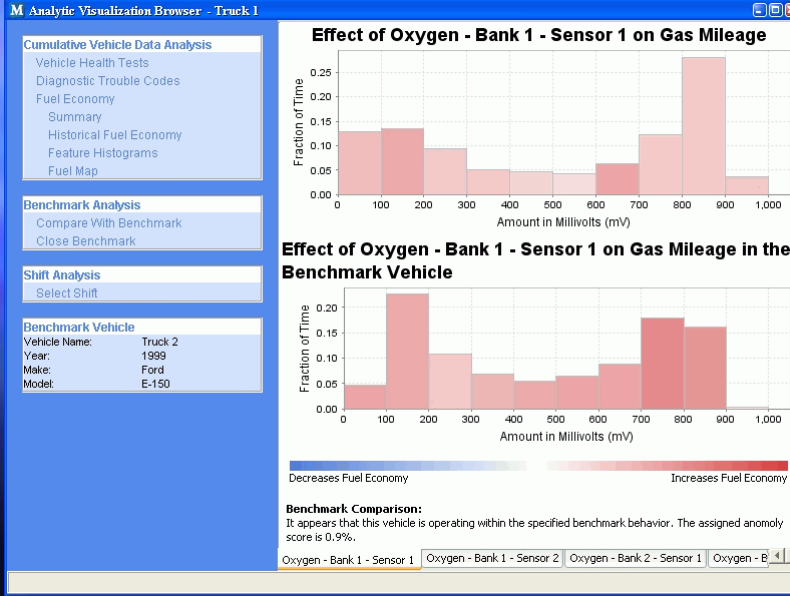 M Analytic Visualization Browser - Truck 1
Cumulative Vehicle Data Analysis
Vehicle Health Tests
Diagnostic Trouble Codes
Fuel Economy
Summary
Historical Fuel Economy
Feature Histograms
Fuel Map
Benchmark Analysis
Compare With Benchmark
Close Benchmark
Shift Analysis
Select Shift
Benchmark Vehicle
Vehicle Name: Truck 2
Year: 1999
Make: Ford
Model: E-150
Effect of Oxygen - Bank 1 - Sensor 1 on Gas Mileage
Fraction of Time
0.25
0.20
0.15
0.10
0.05
0.00
0 100 200 300 400 500 600 700 800 900 1,000
Amount in Millivolts (mV)
Effect of Oxygen - Bank 1 - Sensor 1 on Gas Mileage in the
Benchmark Vehicle
Fraction of Time
0.20
0.15
0.10
0.05
0.00
0 100 200 300 400 500 600 700 800 900 1,000
Amount in Millivolts (mV)
Decreases Fuel Economy Increases Fuel Economy
Benchmark Comparison:
It appears that this vehicle is operating within the specified benchmark behavior. The assigned anomoly
score is 0.9%.
Oxygen - Bank 1 - Sensor 1 Oxygen - Bank 1 - Sensor 2 Oxygen - Bank 2 - Sensor 1 Oxygen - B